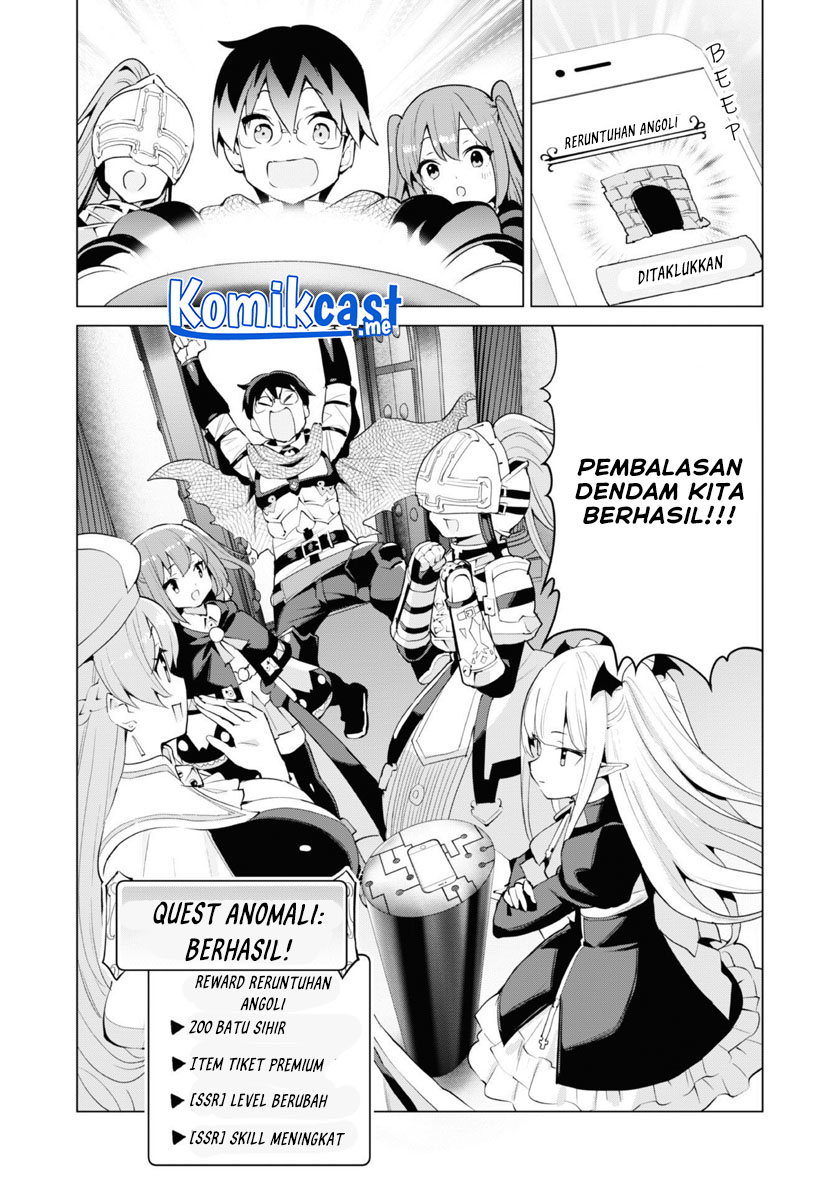 BEEP
RERUNTUHAN ANGOLI
DITAKLUKKAN
Komikcast
.me
PEMBALASAN
DENDAM KITA
BERHASIL!!!
QUEST ANOMALI:
BERHASIL!
REWARD RERUNTUHAN
ANGOLI
▶ 200 BATU SIHIR
▶ ITEM TIKET PREMIUM
▶ [SSR] LEVEL BERUBAH
▶ [SSR] SKILL MENINGKAT